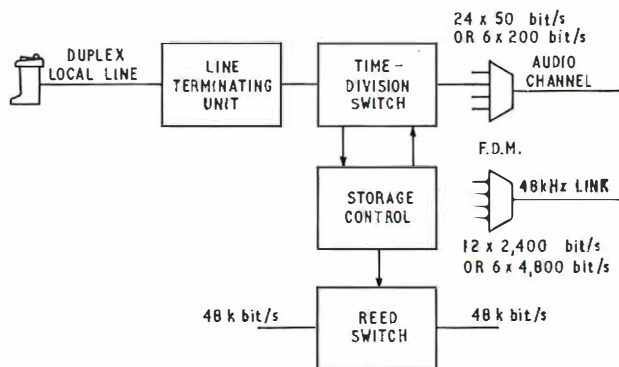 24 x 50 bit/s
OR 6 x 200 bit/s
DUPLEX
LOCAL LINE
LINE
TERMINATING
UNIT
TIME-
DIVISION
SWITCH
AUDIO
CHANNEL
F.D.M.
STORAGE
CONTROL
48kHz LINK
12 x 2,400 bit/s
OR 6 x 4,800 bit/s
48 k bit/s
REED
SWITCH
48 k bit/s